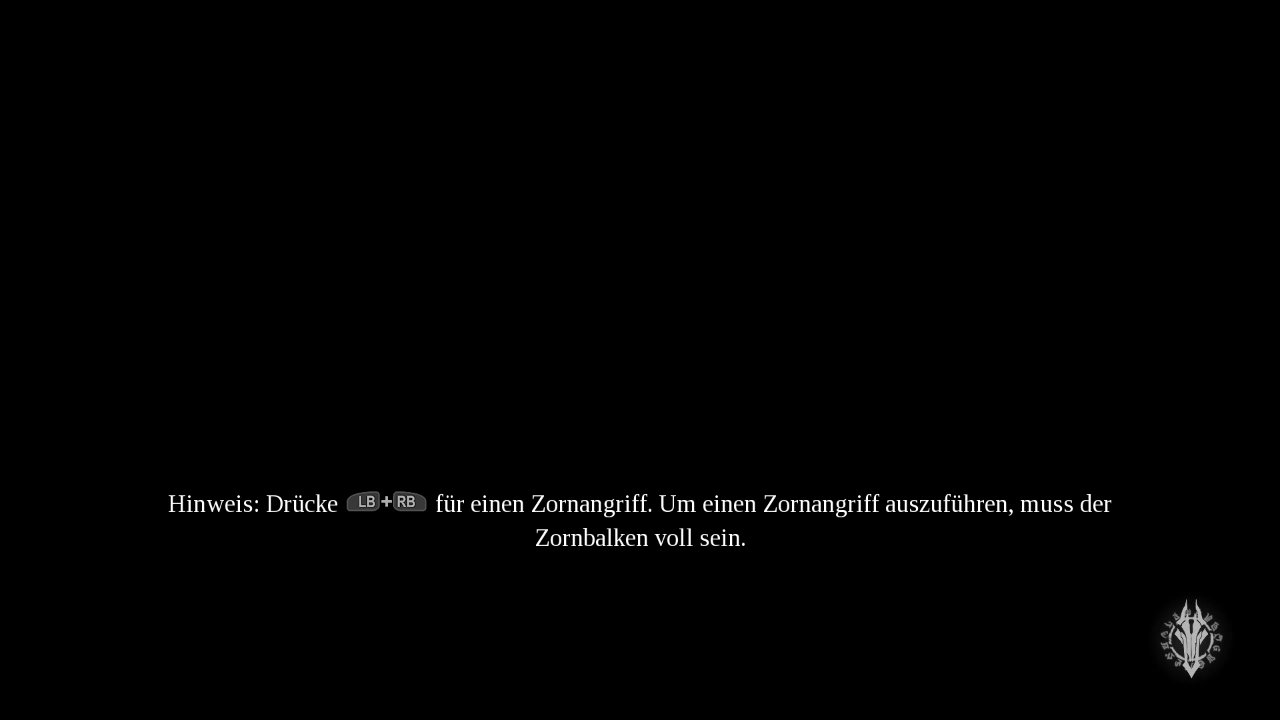 Hinweis: Drücke LB+RB für einen Zornangriff. Um einen Zornangriff auszuführen, muss der
Zornbalken voll sein.